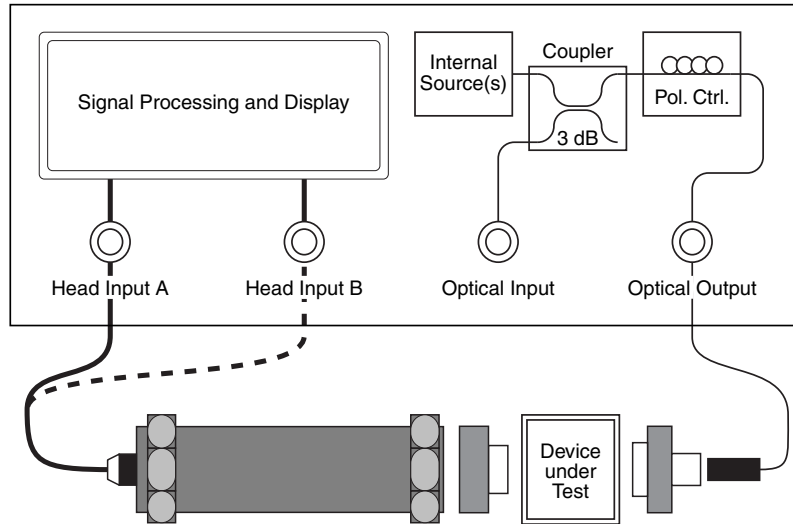 Signal Processing and Display
Internal
Source(s)
Coupler
3 dB
Pol. Ctrl.
Head Input A
Head Input B
Optical Input
Optical Output
Device
under
Test